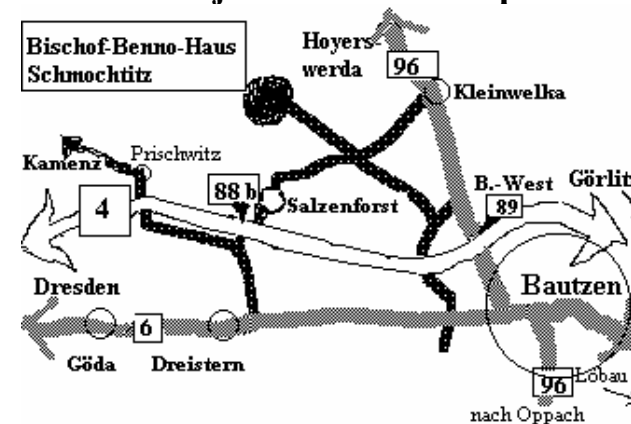 Bischof-Benno-Haus
Schmochtitz
Hoyers-
werda
96
Kleinwelka
Kamenz
Prischwitz
88 b
Salzenforst
B.-West
89
Görlit
4
Dresden
Bautzen
6
Göda
Dreistern
96
Löbau
nach Oppach